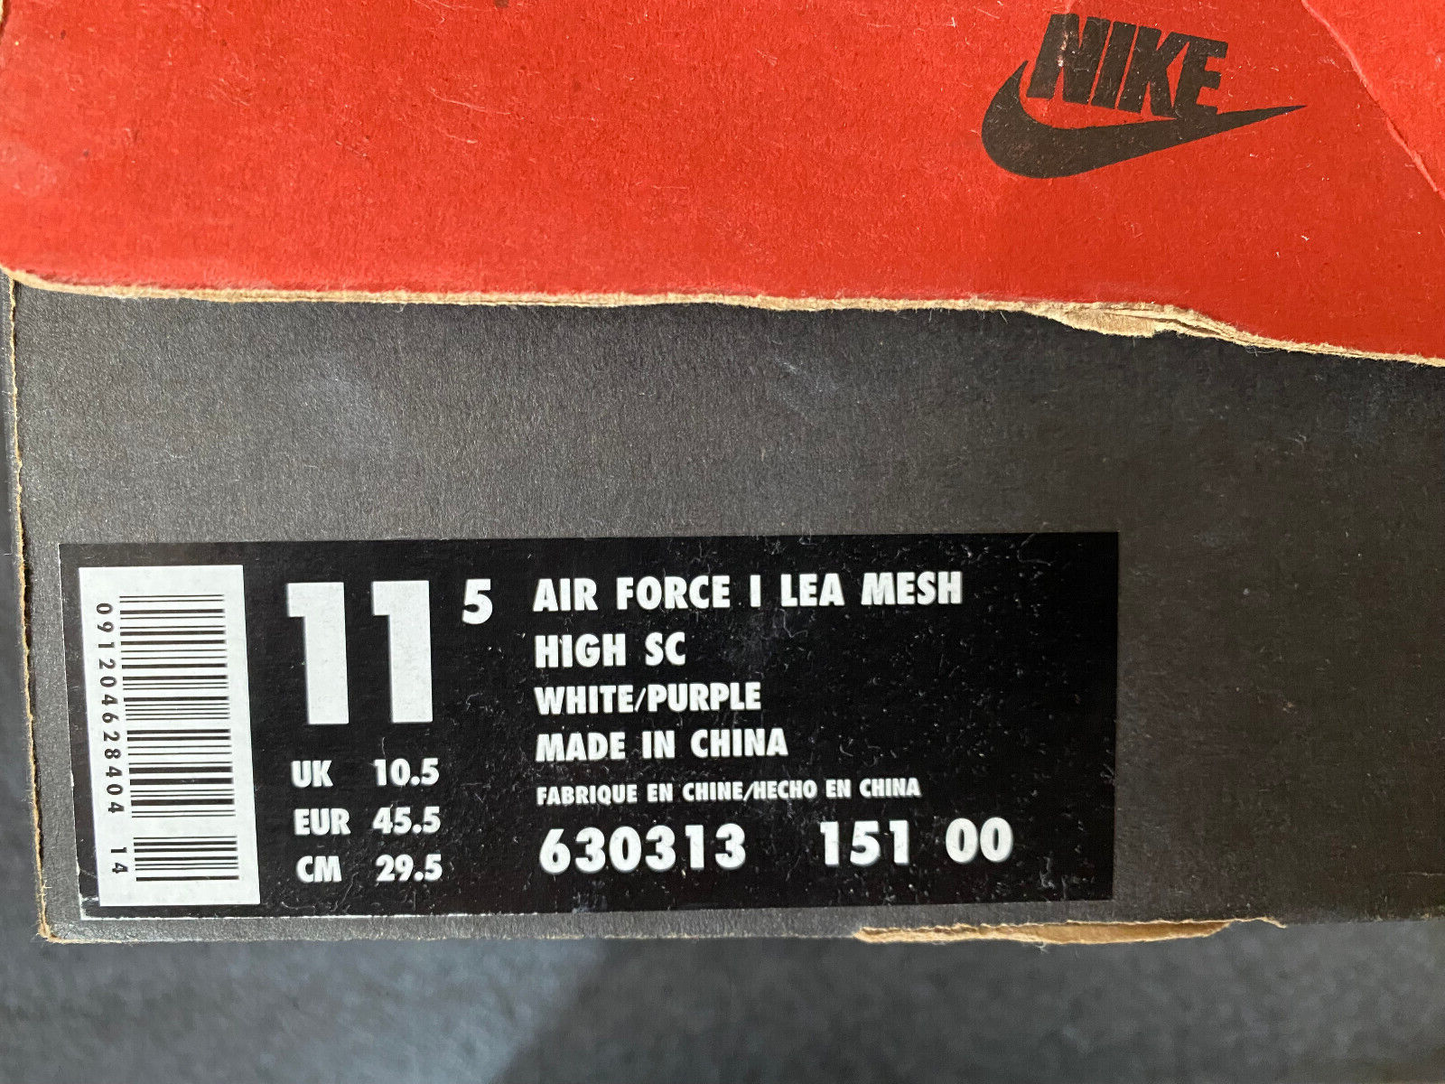 NIKE
091204628404 14
11 5
UK 10.5
EUR 45.5
CM 29.5
AIR FORCE I LEA MESH
HIGH SC
WHITE/PURPLE
MADE IN CHINA
FABRIQUE EN CHINE/HECHO EN CHINA
630313 151 00